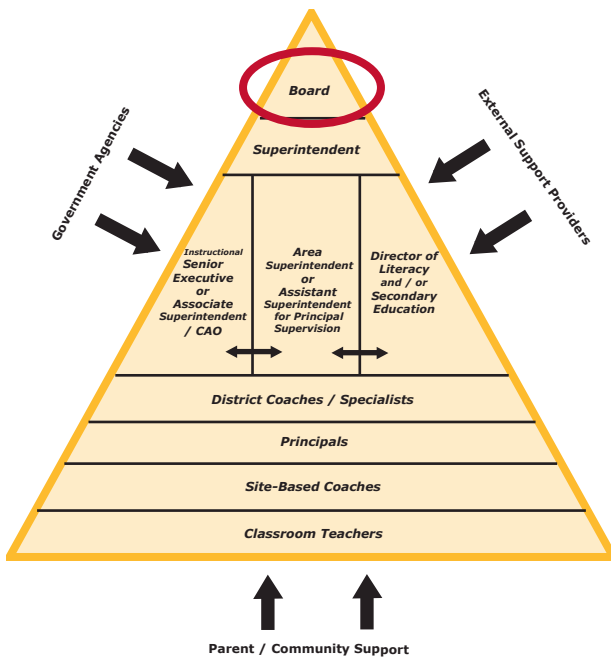 Board
Superintendent
Government Agencies
External Support Providers
Instructional
Senior
Executive
or
Associate
Superintendent
/ CAO
Area
Superintendent
or
Assistant
Superintendent
for Principal
Supervision
Director of
Literacy
and / or
Secondary
Education
District Coaches / Specialists
Principals
Site-Based Coaches
Classroom Teachers
Parent / Community Support